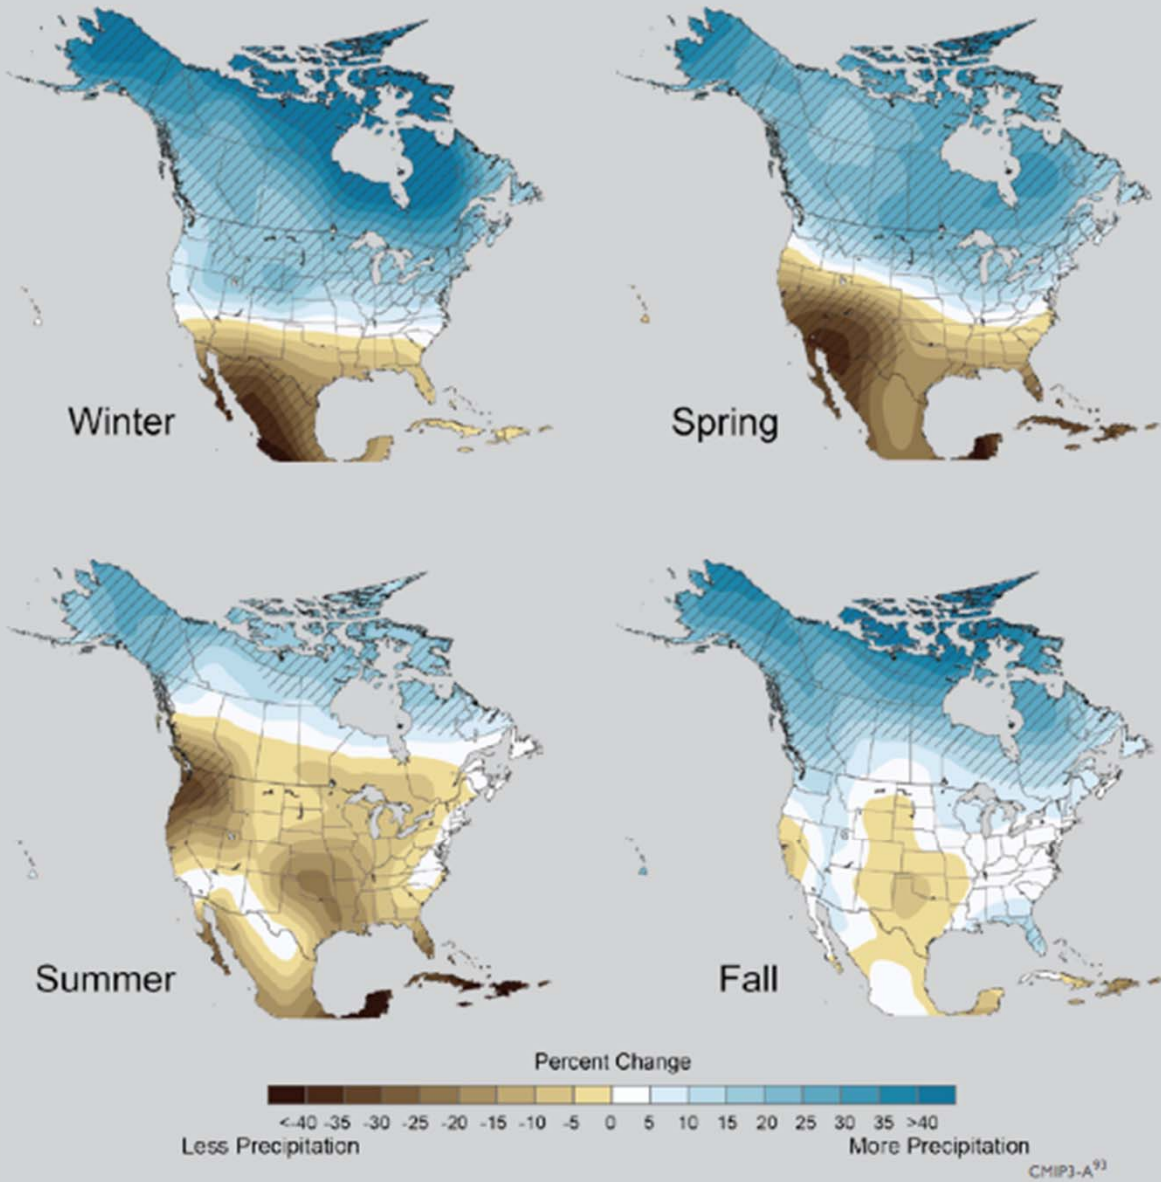 Winter
Spring
Summer
Fall
Percent Change
<-40 -35 -30 -25 -20 -15 -10 -5 0 5 10 15 20 25 30 35 >40
Less Precipitation
More Precipitation
CMIP3-A93